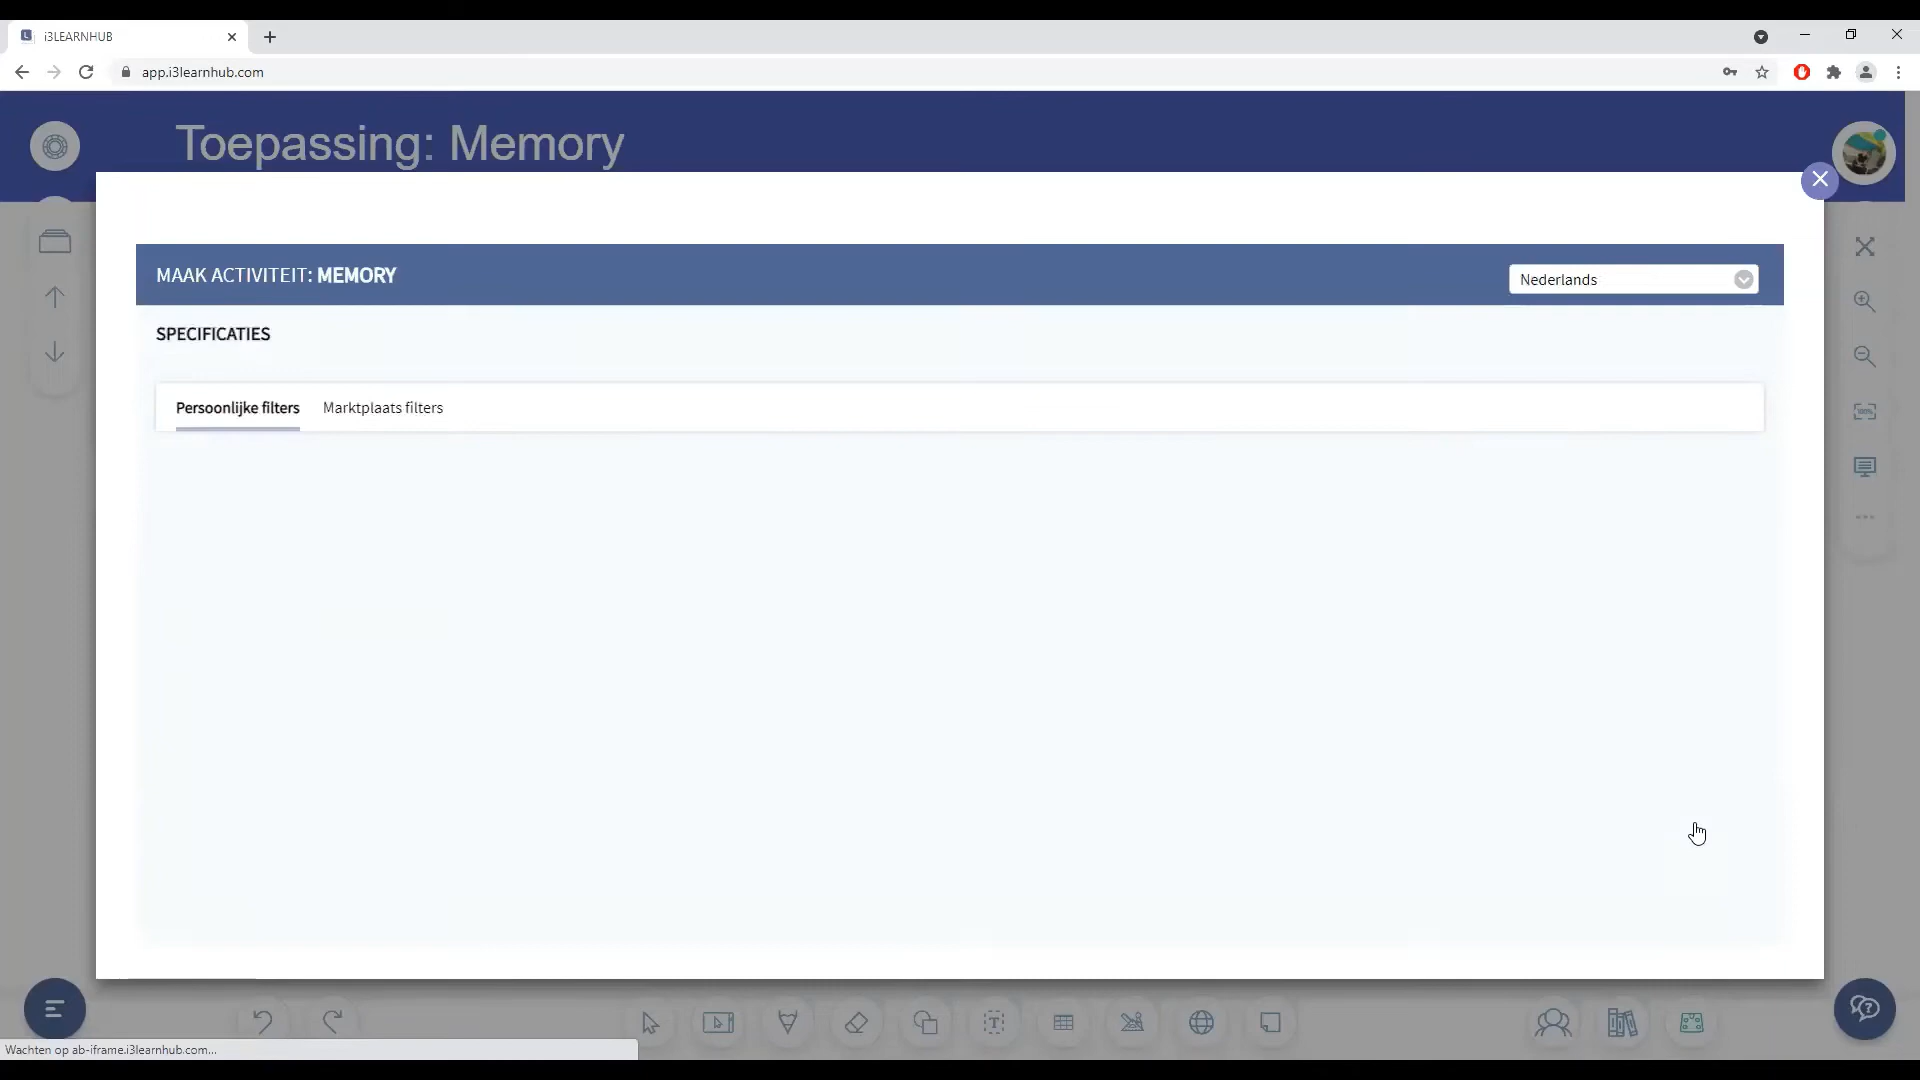 i3LEARNHUB
app.i3learnhub.com
Toepassing: Memory
MAAK ACTIVITEIT: MEMORY
Nederlands
SPECIFICATIES
Persoonlijke filters
Marktplaats filters
100%
Wachten op ab-iframe.i3learnhub.com...